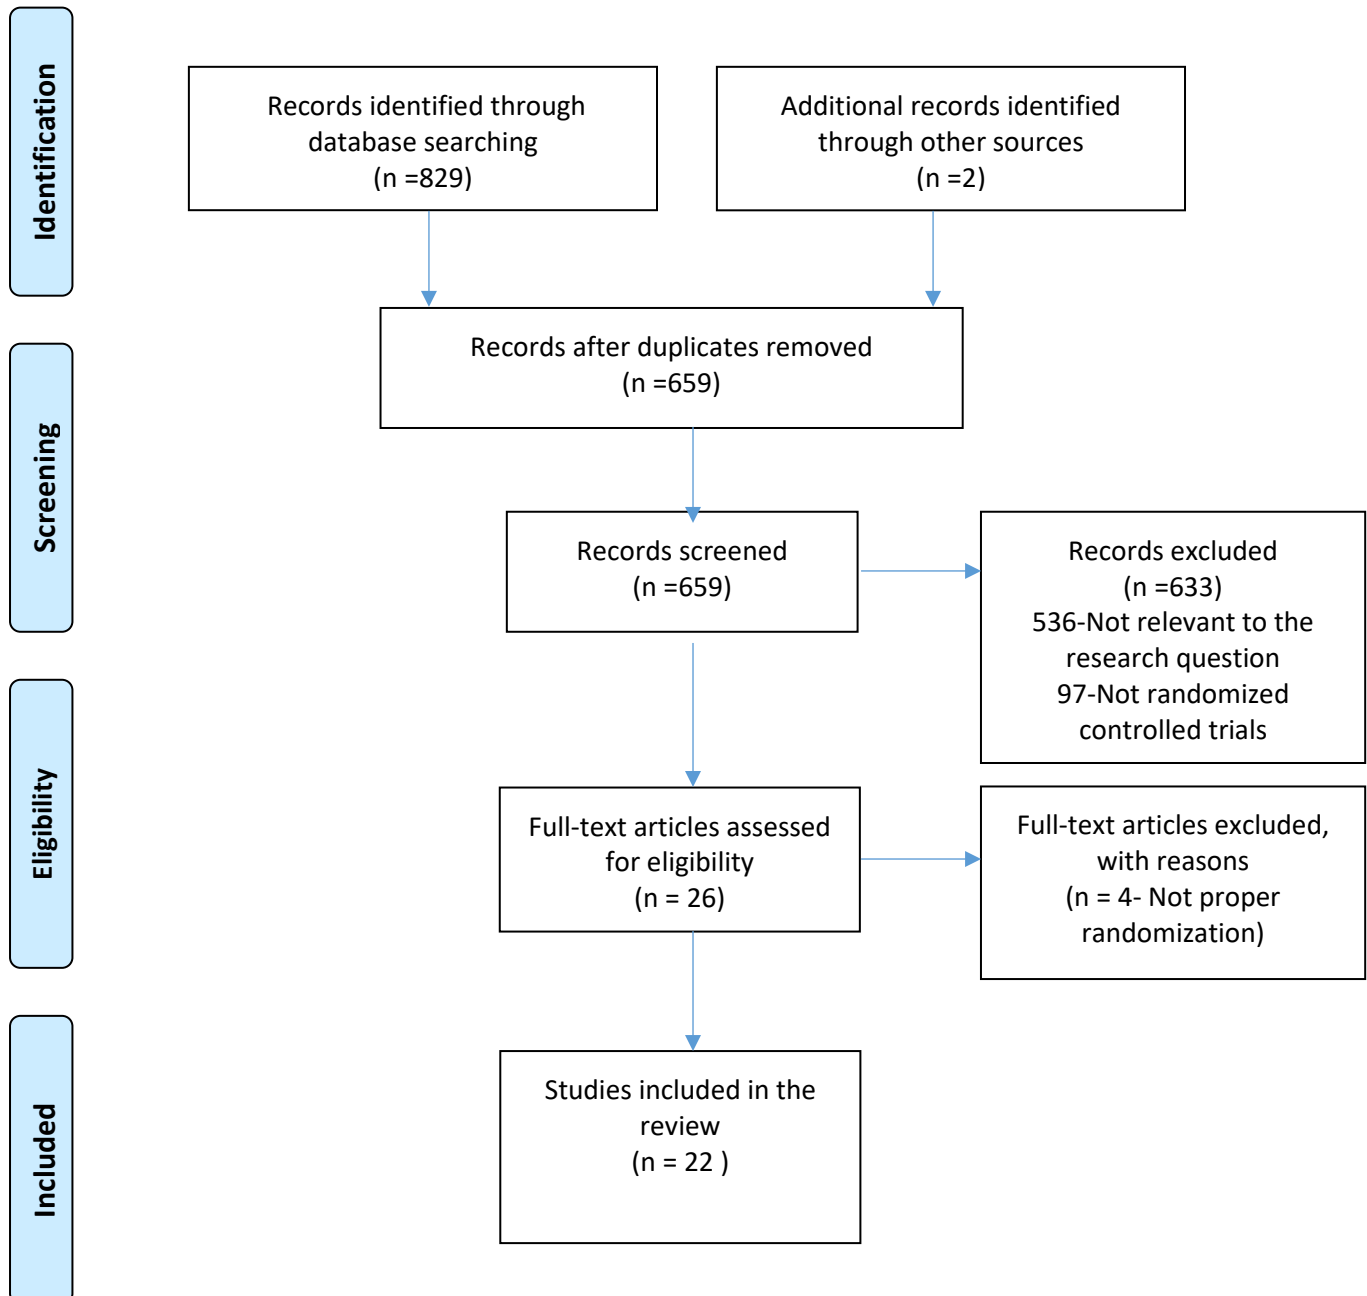 Identification
Records identified through
database searching
(n =829)
Additional records identified
through other sources
(n =2)
Records after duplicates removed
(n =659)
Screening
Records screened
(n =659)
Records excluded
(n =633)
536-Not relevant to the
research question
97-Not randomized
controlled trials
Eligibility
Full-text articles assessed
for eligibility
(n = 26)
Full-text articles excluded,
with reasons
(n = 4- Not proper
randomization)
Included
Studies included in the
review
(n = 22 )